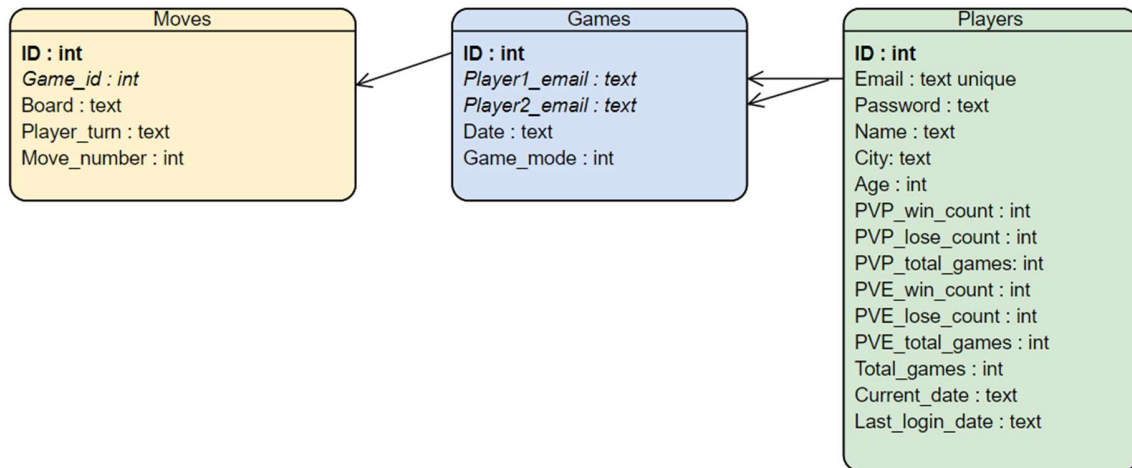 Moves
ID : int
Game_id : int
Board : text
Player_turn : text
Move_number : int
Games
ID : int
Player1_email : text
Player2_email : text
Date : text
Game_mode : int
Players
ID : int
Email : text unique
Password : text
Name : text
City: text
Age : int
PVP_win_count : int
PVP_lose_count : int
PVP_total_games: int
PVE_win_count : int
PVE_lose_count : int
PVE_total_games : int
Total_games : int
Current_date : text
Last_login_date : text